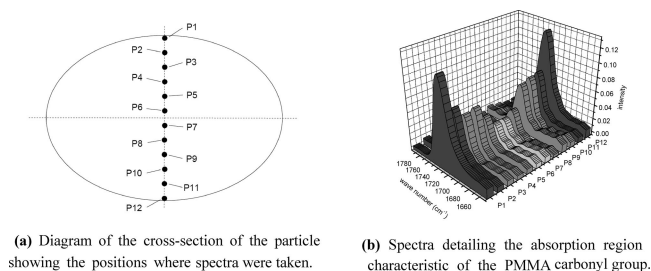 P1
P2
P3
P4
P5
P6
P7
P8
P9
P10
P11
P12
0.12
0.10
0.08
0.06
0.04
0.02
0.00
intensity
1780
1760
1740
1720
1700
1680
1660
wave number (cm⁻¹)
P1
P2
P3
P4
P5
P6
P7
P8
P9
P10
P11
P12
(a) Diagram of the cross-section of the particle
showing the positions where spectra were taken.
(b) Spectra detailing the absorption region
characteristic of the PMMA carbonyl group.